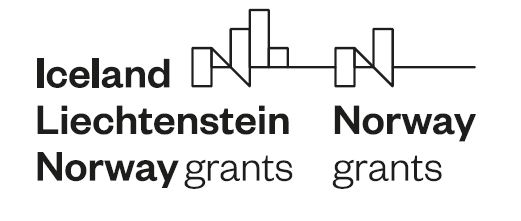 Iceland
Liechtenstein
Norway grants
Norway
grants